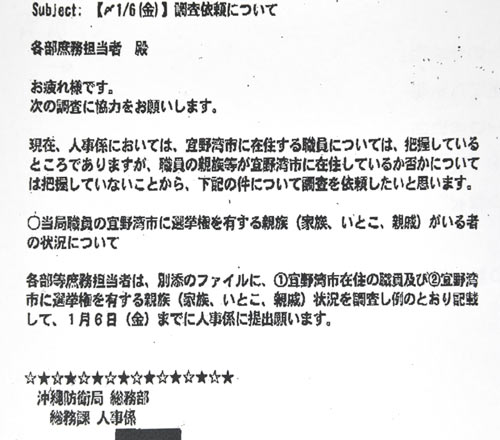 Subject: 【〆1/6(金)】調査依頼について
各部庶務担当者　殿
お疲れ様です。
次の調査に協力をお願いします。
現在、人事係においては、宜野湾市に在住する職員については、把握している
ところでありますが、職員の親族等が宜野湾市に在住しているか否かについて
は把握していないことから、下記の件について調査を依頼したいと思います。
○当局職員の宜野湾市に選挙権を有する親族（家族、いとこ、親戚）がいる者
の状況について
各部等庶務担当者は、別添のファイルに、①宜野湾市在住の職員及び②宜野湾
市に選挙権を有する親族（家族、いとこ、親戚）状況を調査し例のとおり記載
して、１月６日（金）までに人事係に提出願います。
☆★☆★☆★☆★☆★☆★☆★☆★
沖縄防衛局 総務部
総務課 人事係